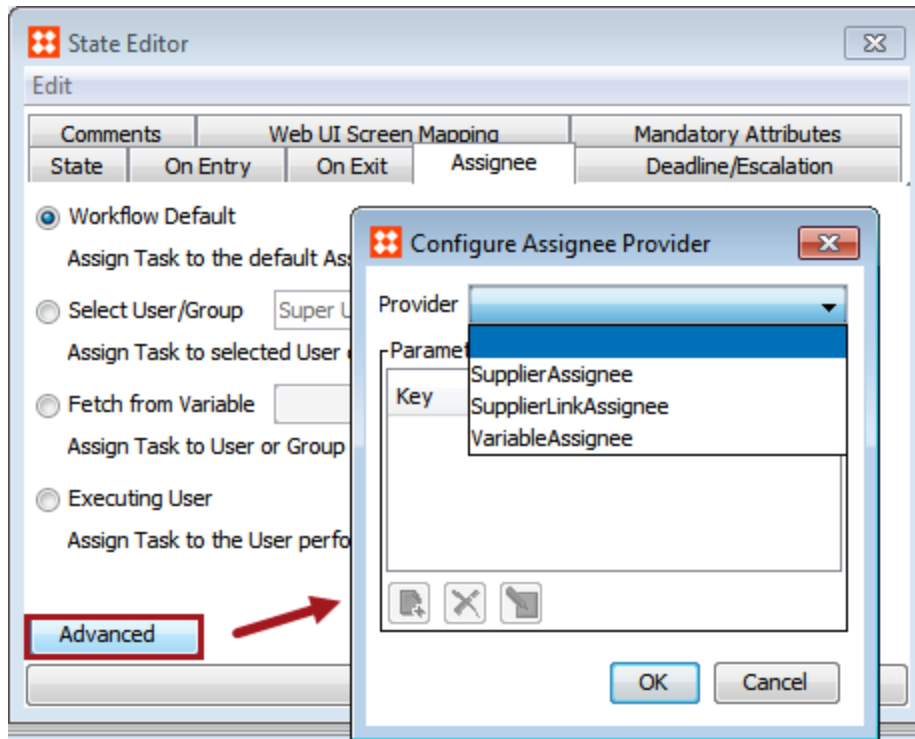 State Editor
Edit
Comments
Web UI Screen Mapping
Mandatory Attributes
State
On Entry
On Exit
Assignee
Deadline/Escalation
Workflow Default
Assign Task to the default
Select User/Group
Super
Assign Task to selected User
Fetch from Variable
Assign Task to User or Group
Executing User
Assign Task to the User
Advanced
Configure Assignee Provider
Provider
SupplierAssignee
SupplierLinkAssignee
VariableAssignee
Key
OK
Cancel